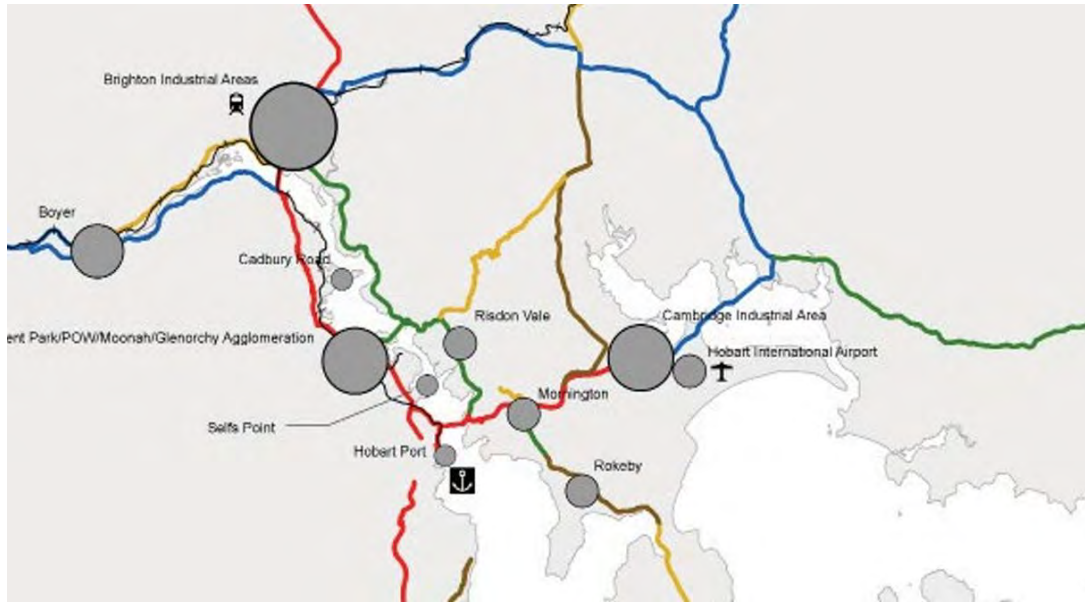 Brighton Industrial Areas
Boyer
Cadbury Road
Risdon Vale
Cambridge Industrial Area
ent Park/POW/Moonah/Glenorchy Agglomeration
Hobart International Airport
Mornington
Selfs Point
Hobart Port
Rokeby